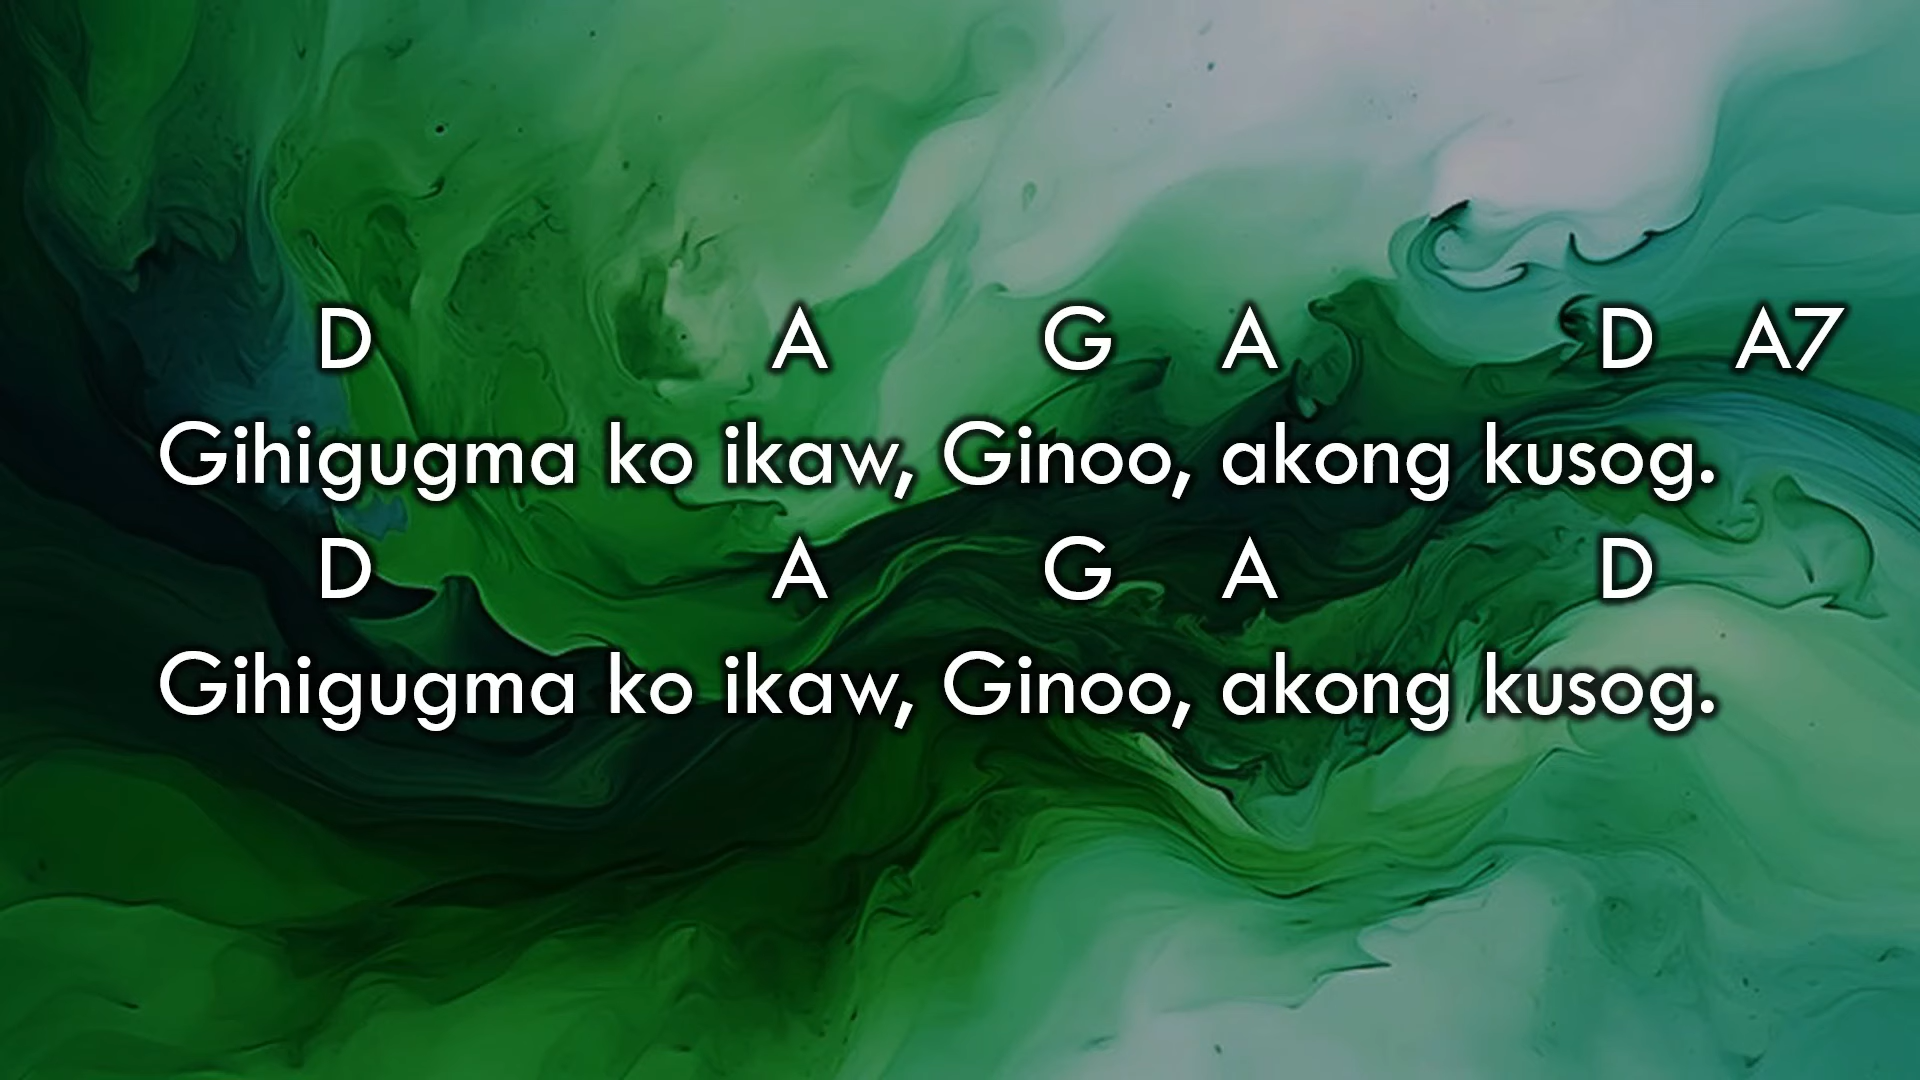 D A G A D A7
Gihigugma ko ikaw, Ginoo, akong kusog.
D A G A D
Gihigugma ko ikaw, Ginoo, akong kusog.